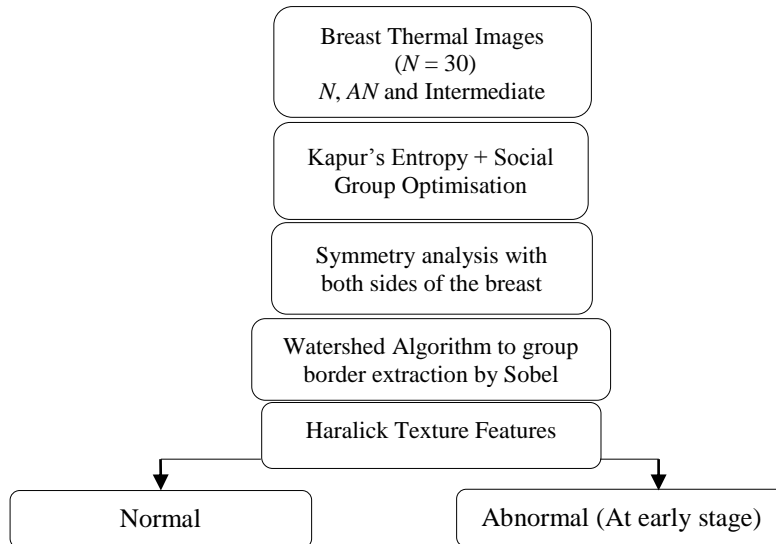 Breast Thermal Images
(N = 30)
N, AN and Intermediate
Kapur’s Entropy + Social
Group Optimisation
Symmetry analysis with
both sides of the breast
Watershed Algorithm to group
border extraction by Sobel
Haralick Texture Features
Normal
Abnormal (At early stage)